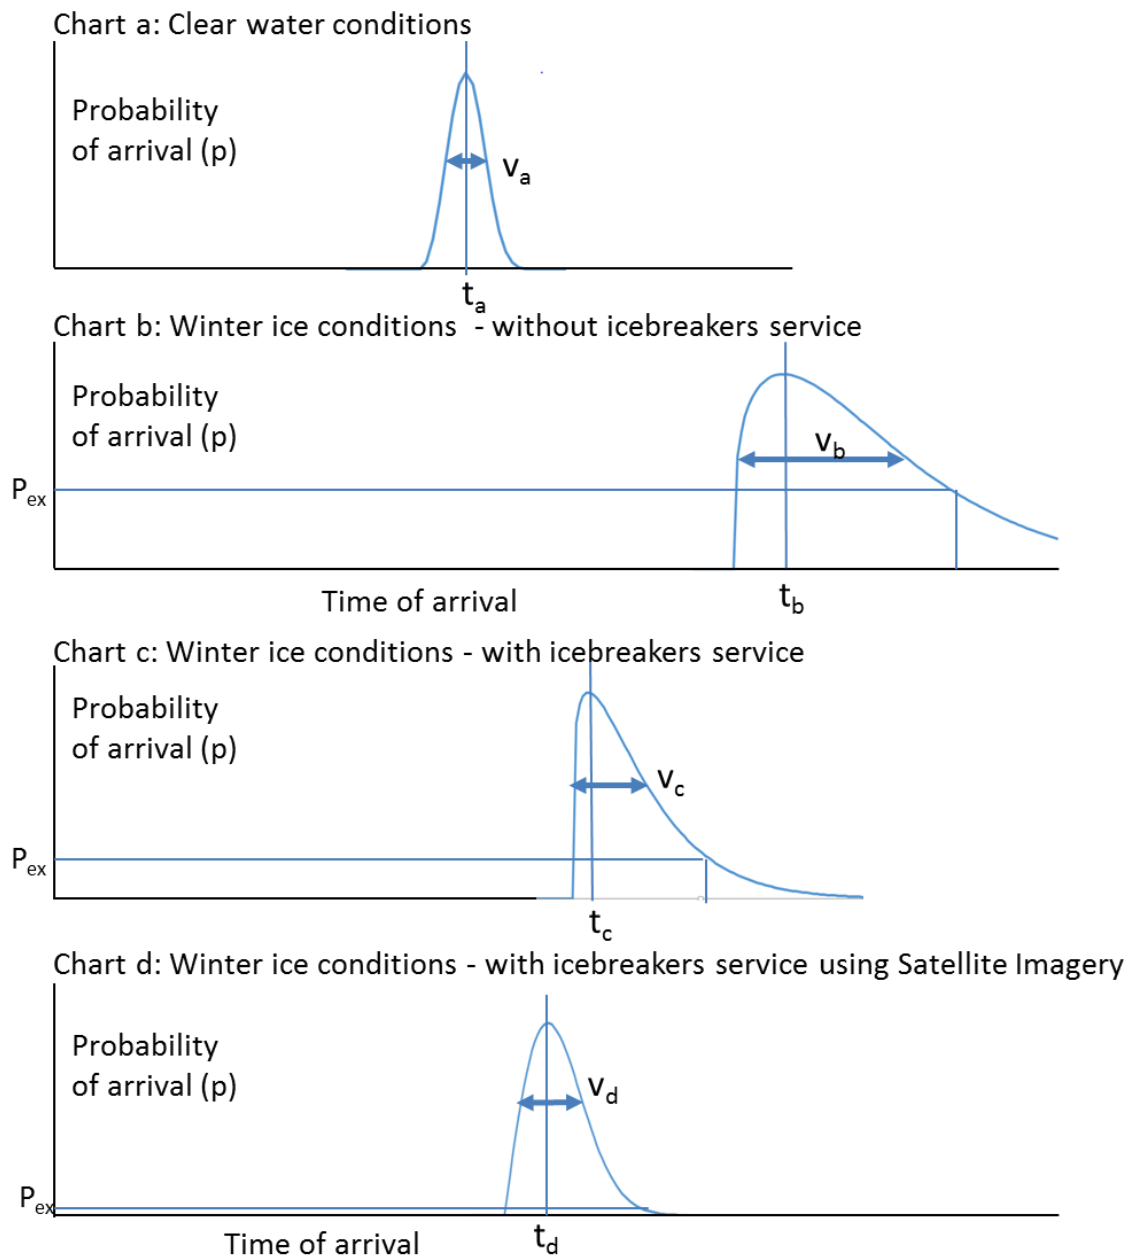 Chart a: Clear water conditions
Probability
of arrival (p)
va
ta
Chart b: Winter ice conditions - without icebreakers service
Probability
of arrival (p)
vb
Pex
Time of arrival
tb
Chart c: Winter ice conditions - with icebreakers service
Probability
of arrival (p)
vc
Pex
tc
Chart d: Winter ice conditions - with icebreakers service using Satellite Imagery
Probability
of arrival (p)
vd
Pex
Time of arrival
td